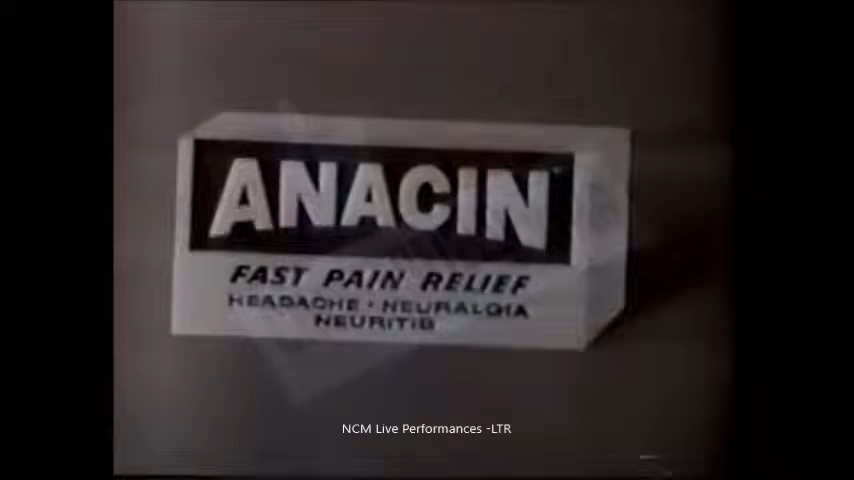 ANACIN
FAST PAIN RELIEF
HEADACHE • NEURALGIA
NEURITIS
NCM Live Performances -LTR